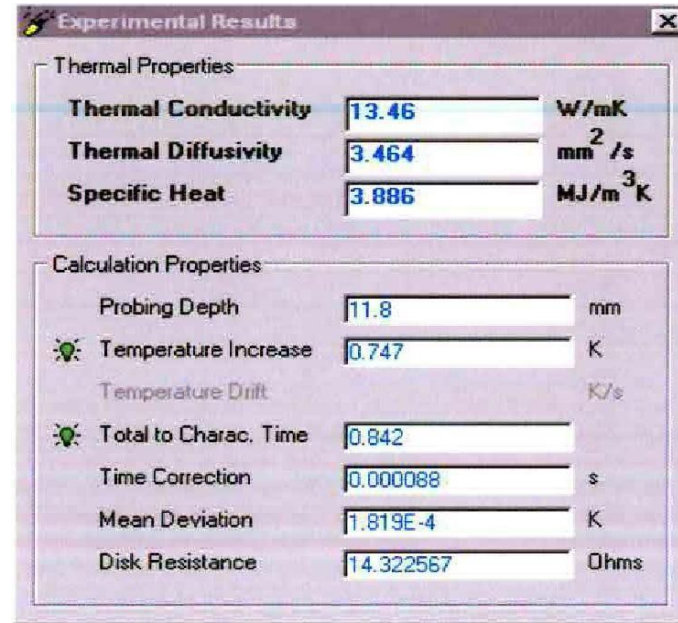 Experimental Results
Thermal Properties
Thermal Conductivity 13.46 W/mK
Thermal Diffusivity 3.464 mm²/s
Specific Heat 3.886 MJ/m³K
Calculation Properties
Probing Depth 11.8 mm
Temperature Increase 0.747 K
Temperature Drift K/s
Total to Charac. Time 0.842
Time Correction 0.000088 s
Mean Deviation 1.819E-4 K
Disk Resistance 14.322567 Ohms